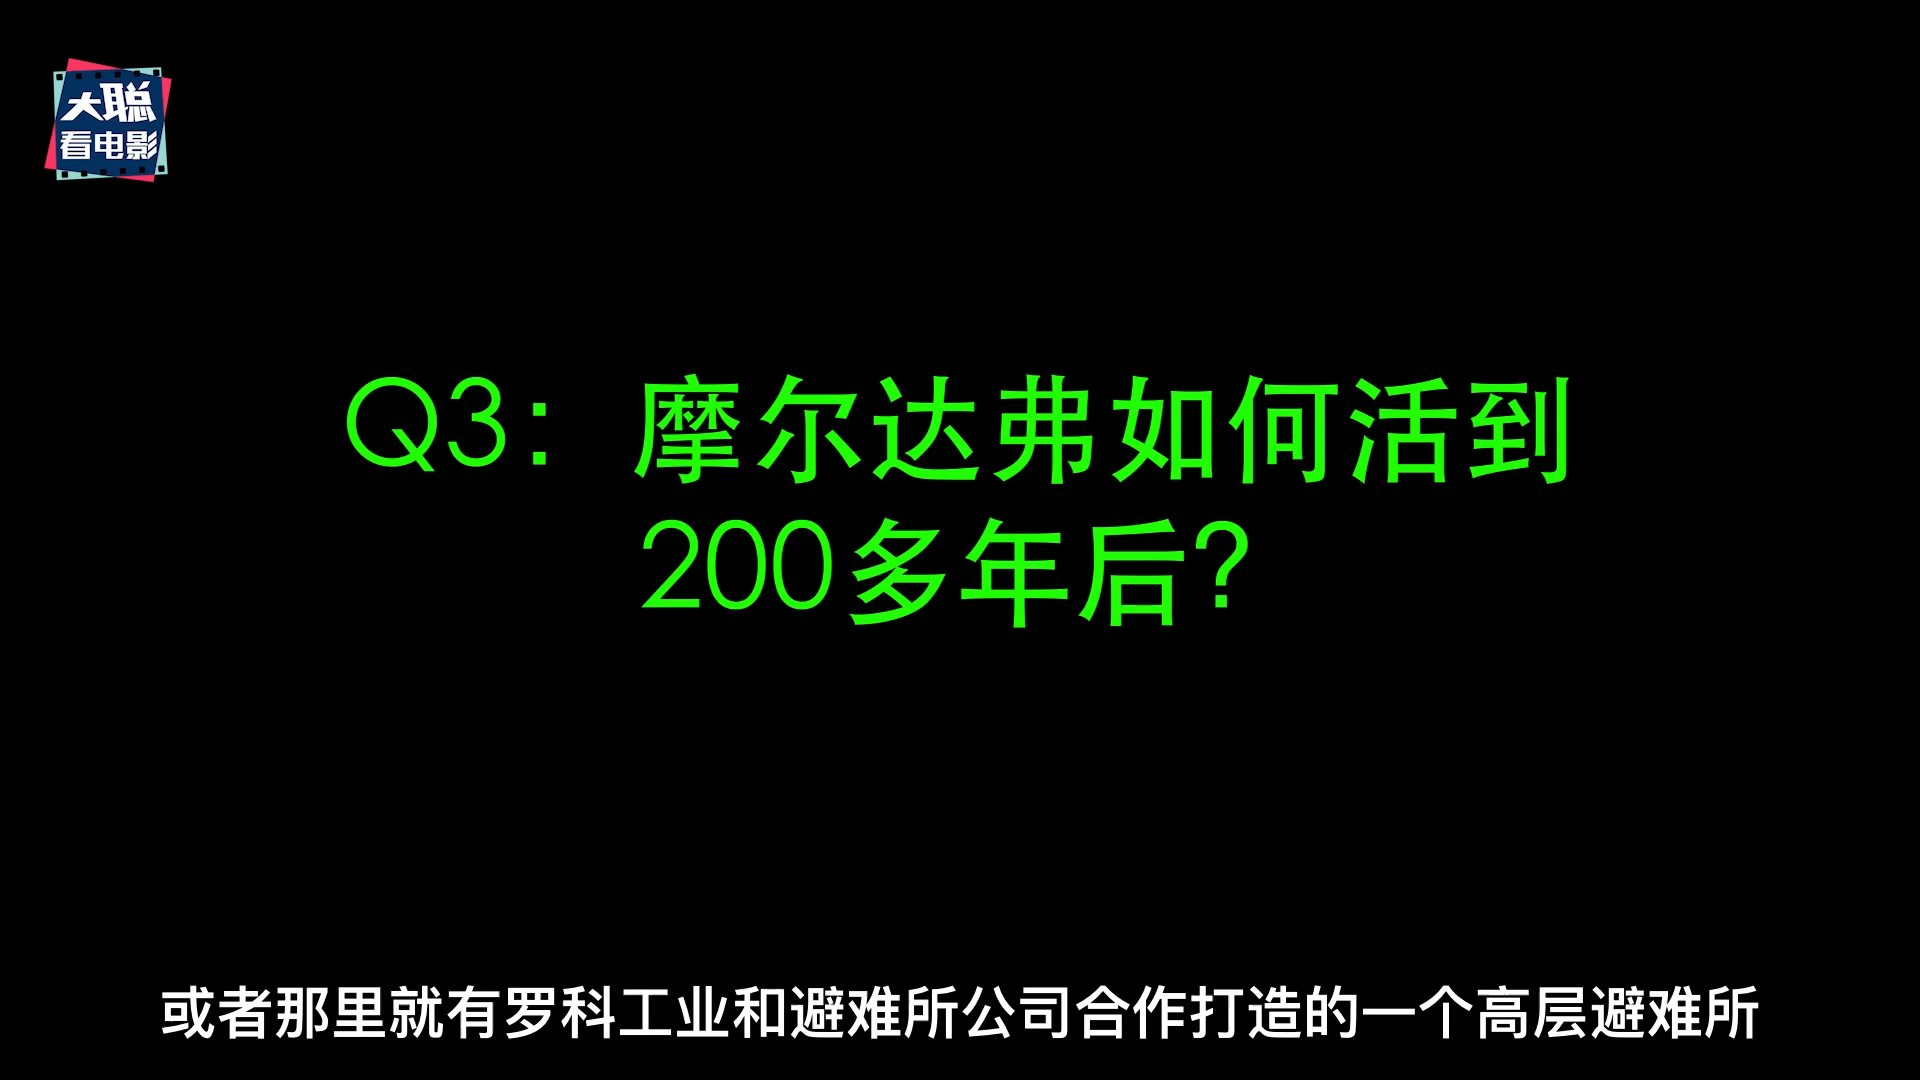 大聪
看电影
Q3：摩尔达弗如何活到
200多年后？
或者那里就有罗科工业和避难所公司合作打造的一个高层避难所